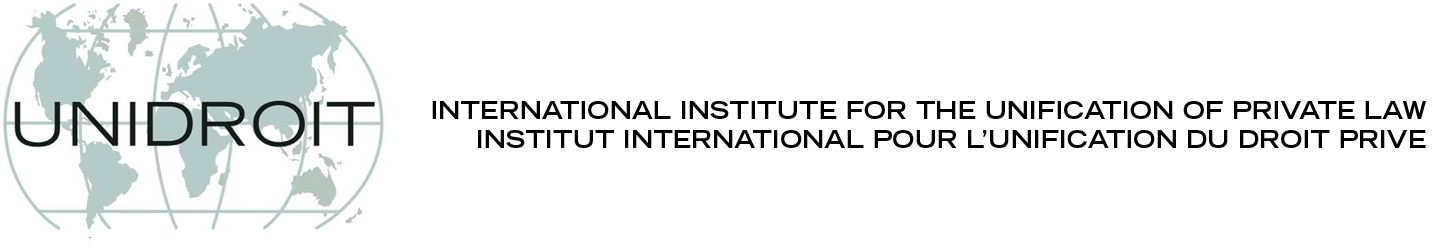 UNIDROIT
INTERNATIONAL INSTITUTE FOR THE UNIFICATION OF PRIVATE LAW
INSTITUT INTERNATIONAL POUR L’UNIFICATION DU DROIT PRIVE